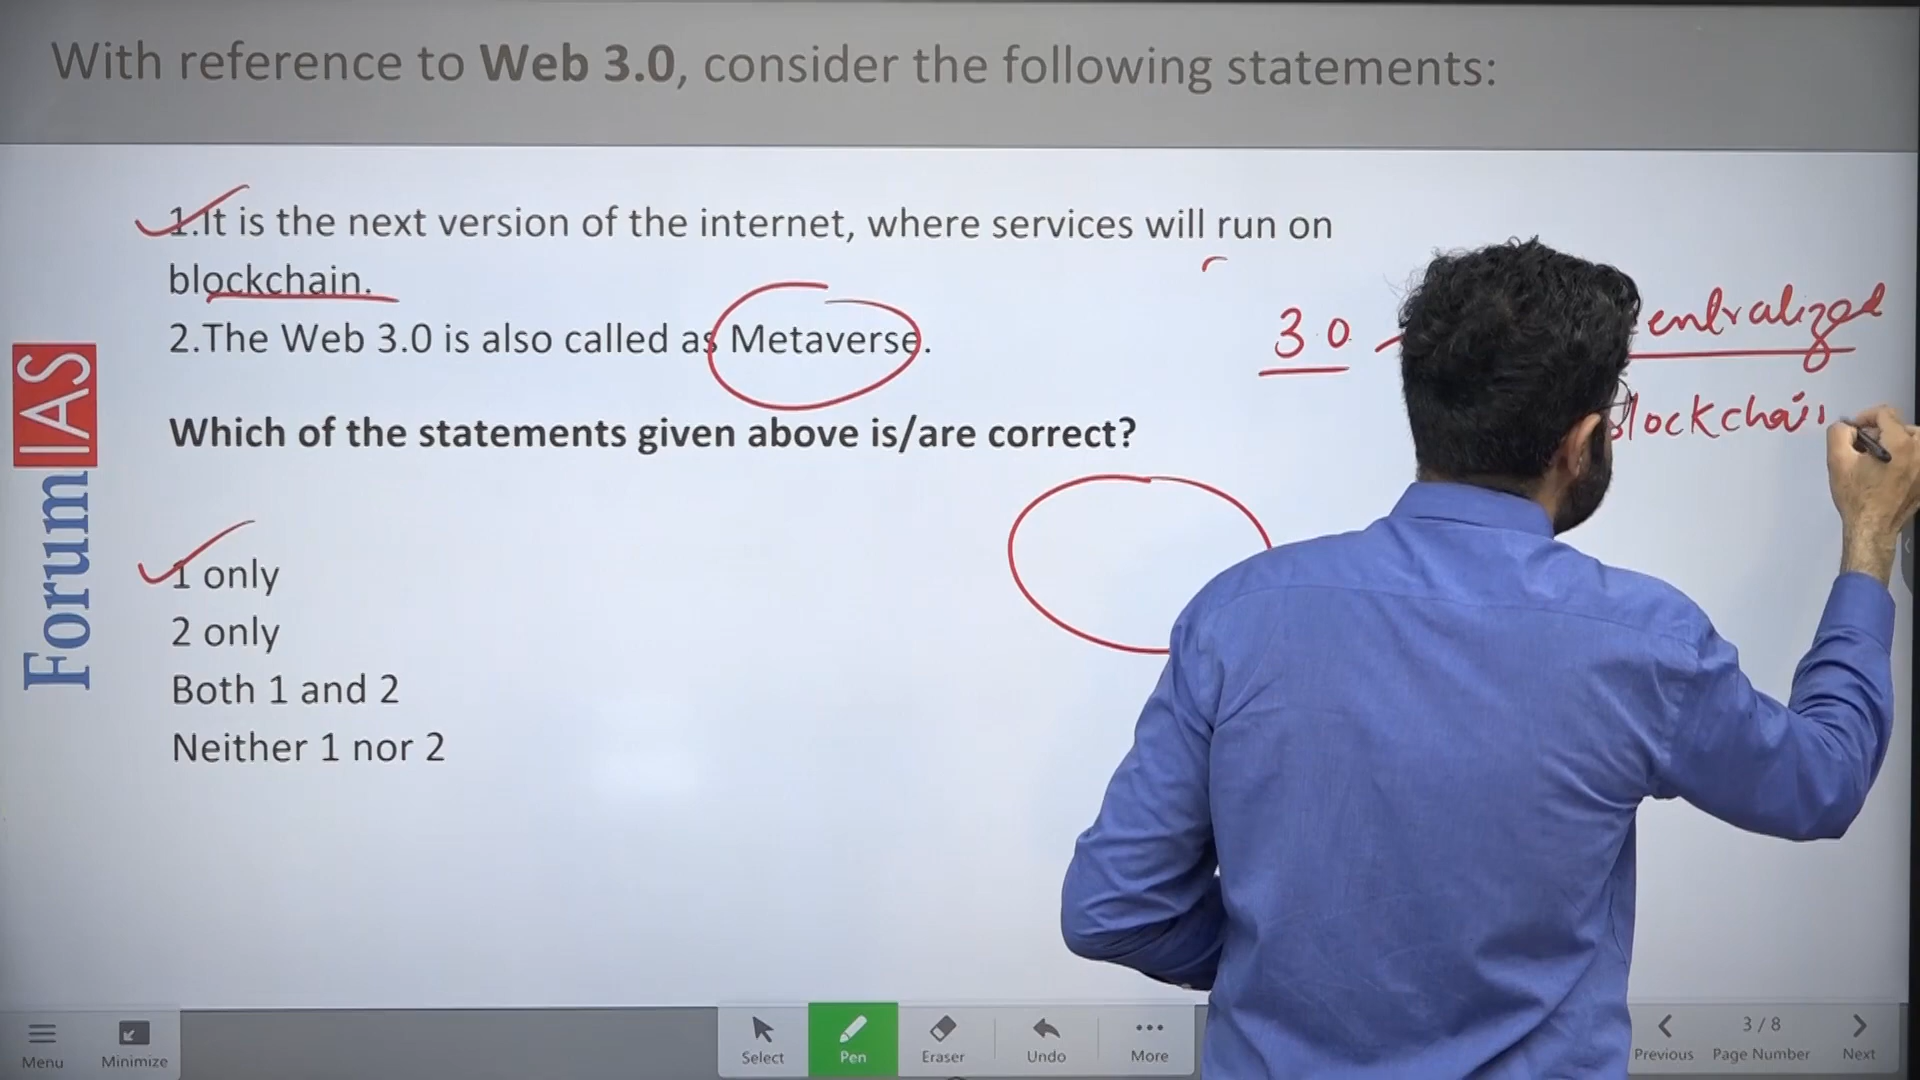 With reference to Web 3.0, consider the following statements:
1.It is the next version of the internet, where services will run on
blockchain.
2.The Web 3.0 is also called as Metaverse.
Which of the statements given above is/are correct?
1 only
2 only
Both 1 and 2
Neither 1 nor 2
3.0
entralized
Blockchain
ForumIAS
Menu
Minimize
Select
Pen
Eraser
Undo
More
Previous
3 / 8
Page Number
Next